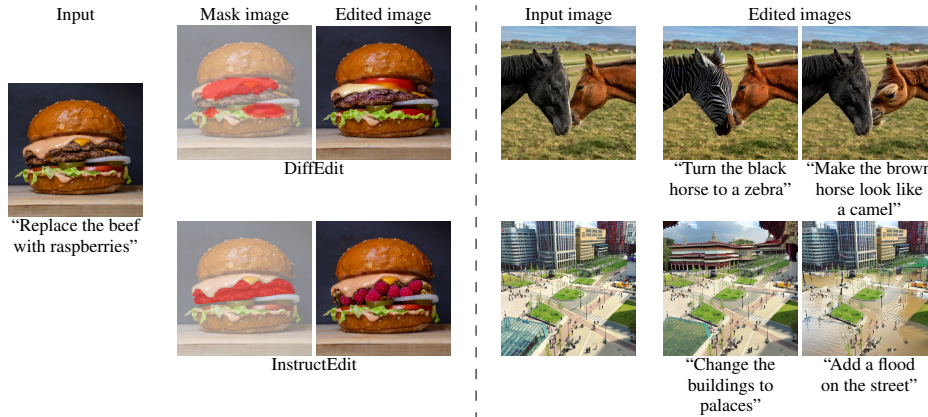 Input
Mask image
Edited image
DiffEdit
“Replace the beef
with raspberries”
InstructEdit
Input image
Edited images
“Turn the black
horse to a zebra”
“Make the brown
horse look like
a camel”
“Change the
buildings to
palaces”
“Add a flood
on the street”